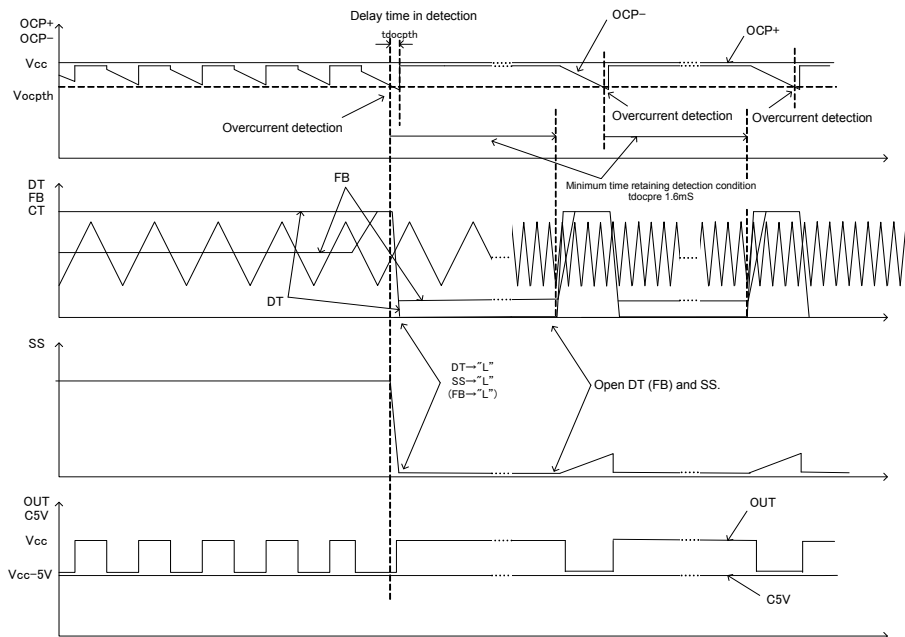 OCP+
OCP-
Delay time in detection
tdocpth
OCP-
OCP+
Vcc
Vocpth
Overcurrent detection
Overcurrent detection
Overcurrent detection
Minimum time retaining detection condition
tdocpre 1.6mS
DT
FB
CT
FB
DT
SS
DT→"L"
SS→"L"
(FB→"L")
Open DT (FB) and SS.
OUT
C5V
Vcc
OUT
Vcc-5V
C5V